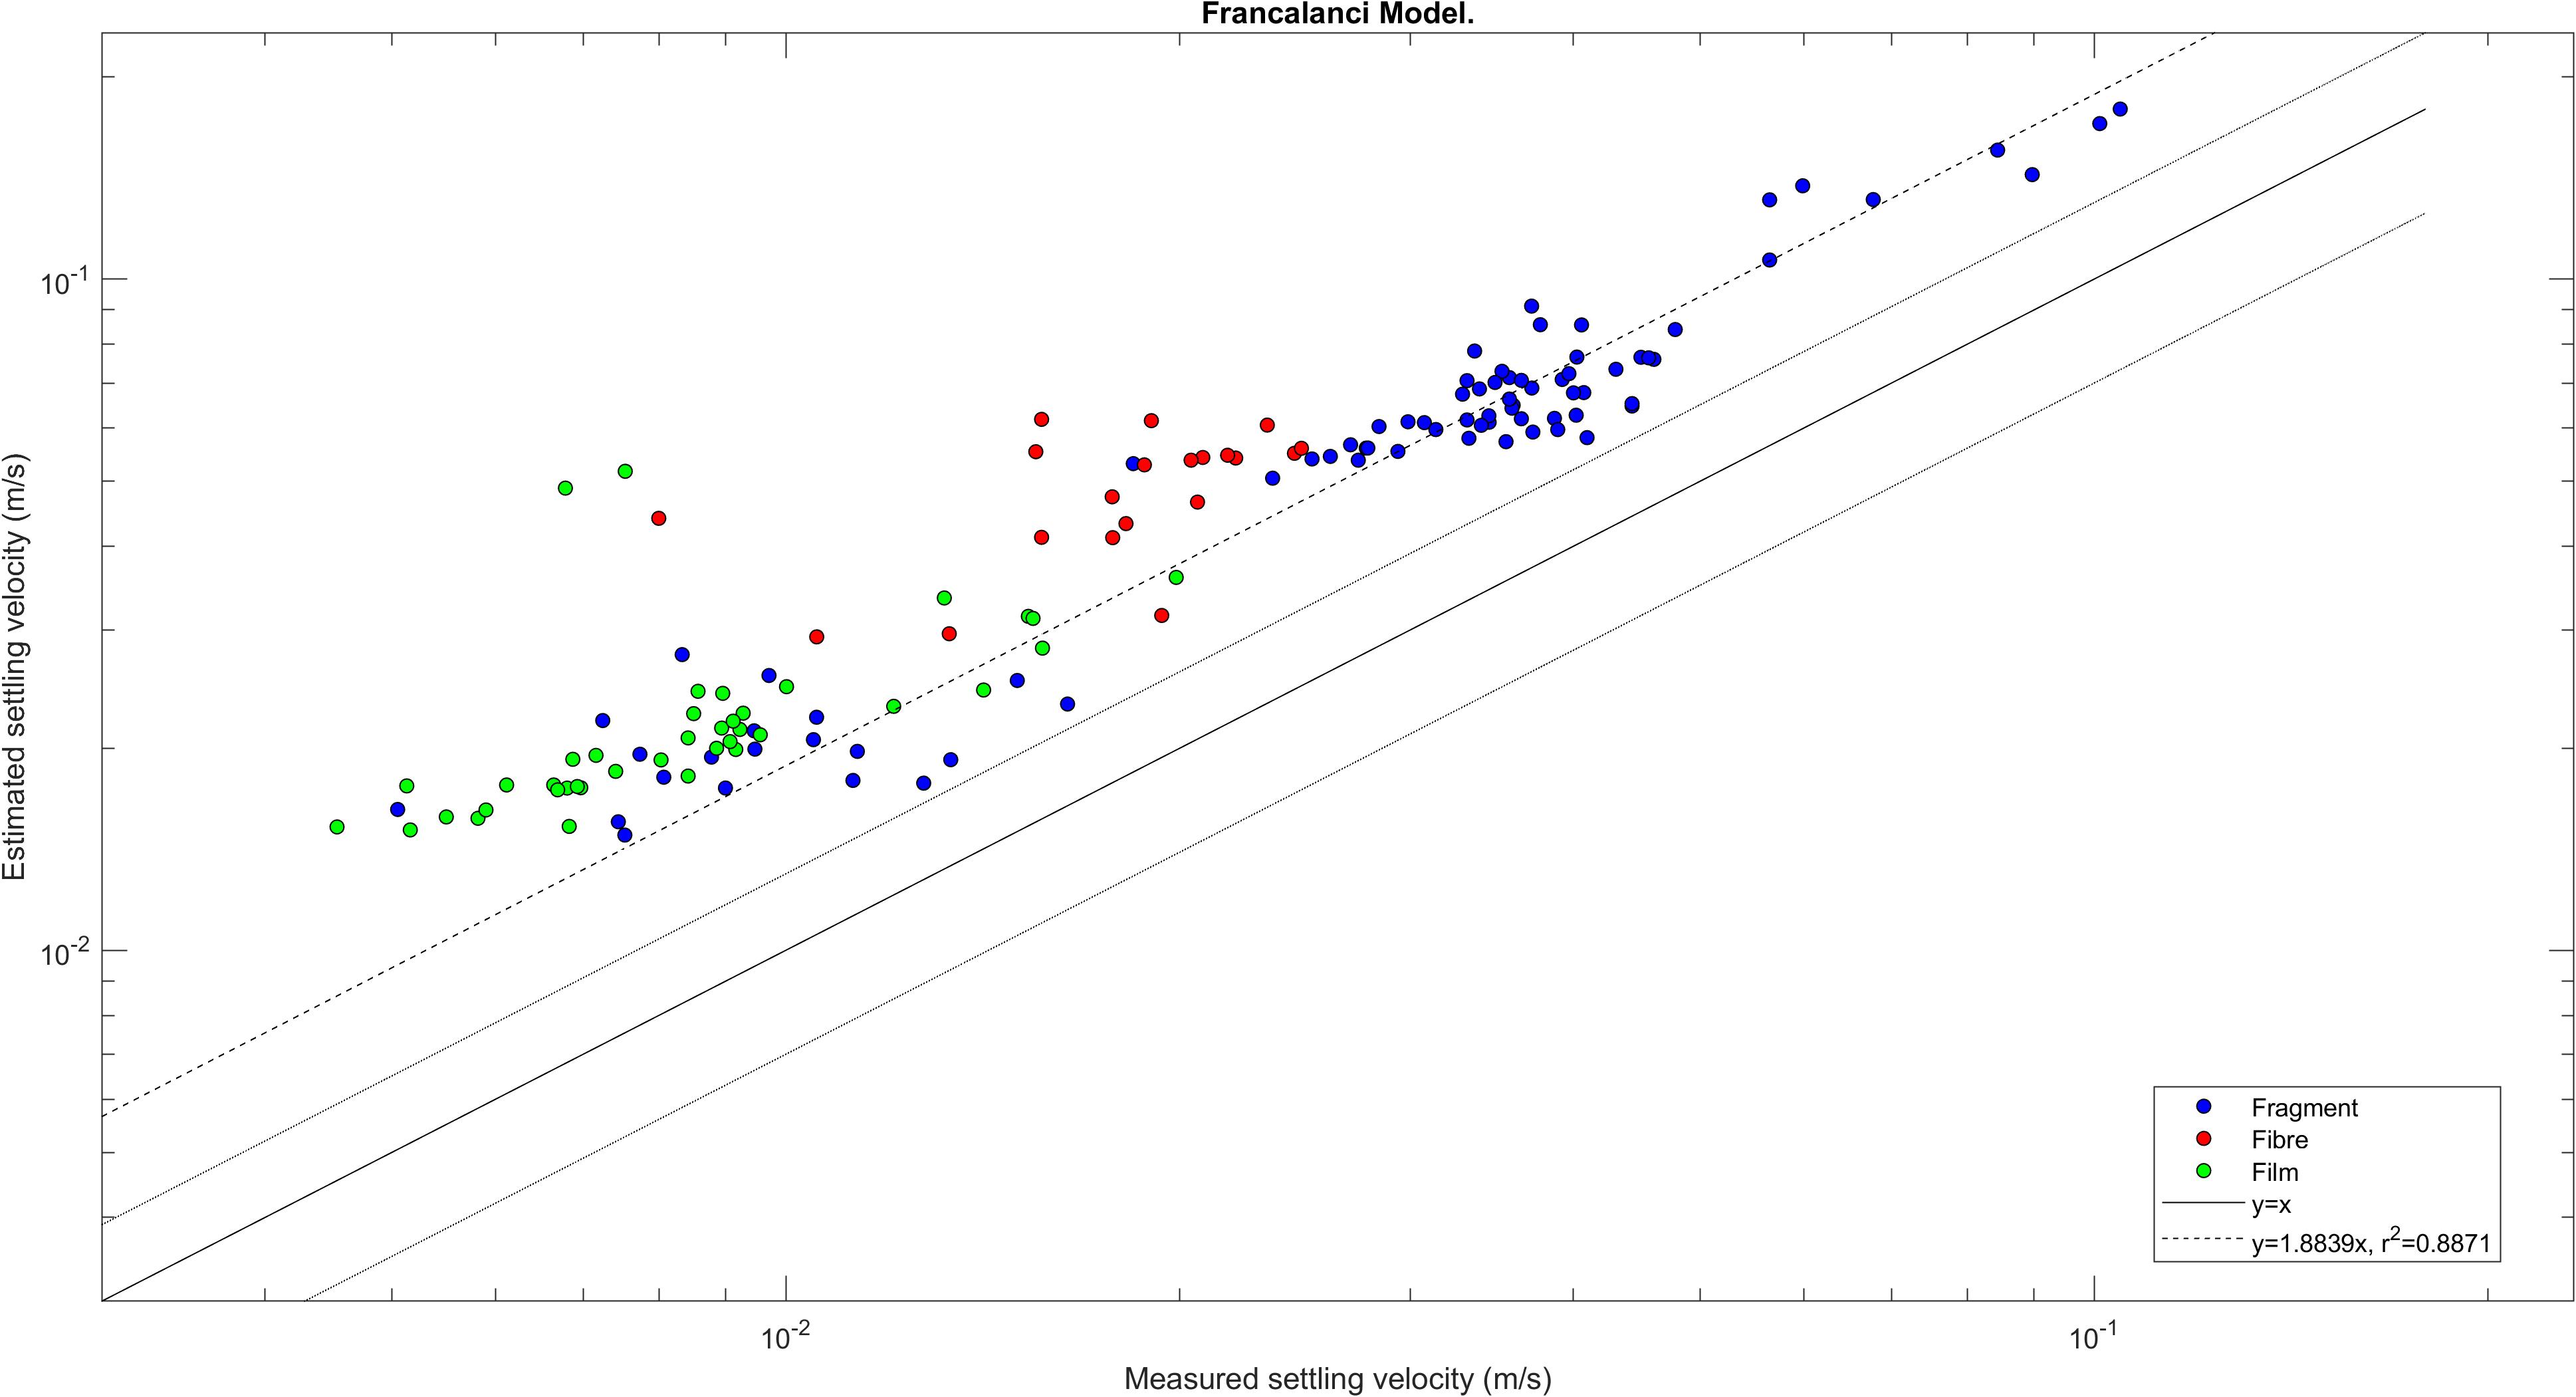 Francalanci Model.
Estimated settling velocity (m/s)
10-1
10-2
10-2
10-1
Measured settling velocity (m/s)
Fragment
Fibre
Film
y=x
y=1.8839x, r2=0.8871